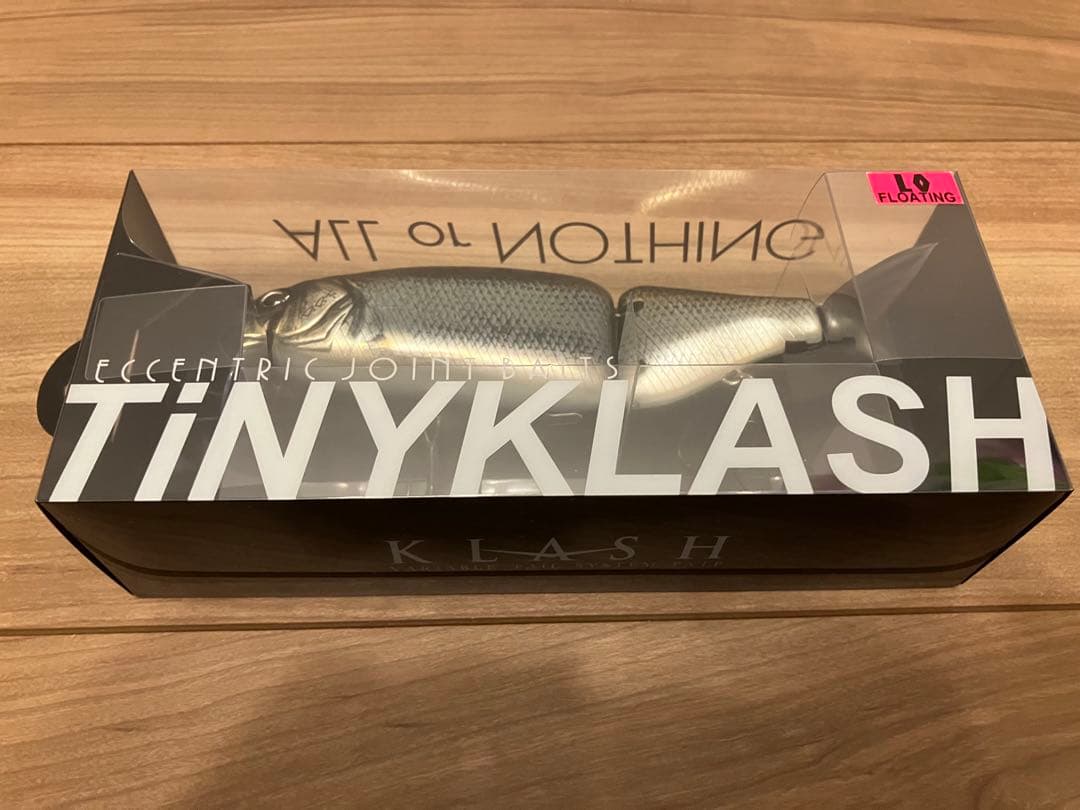 LO
FLOATING
ALL or NOTHING
ECCENTRIC JOINT BAITS
TiNYKLASH
KLASH